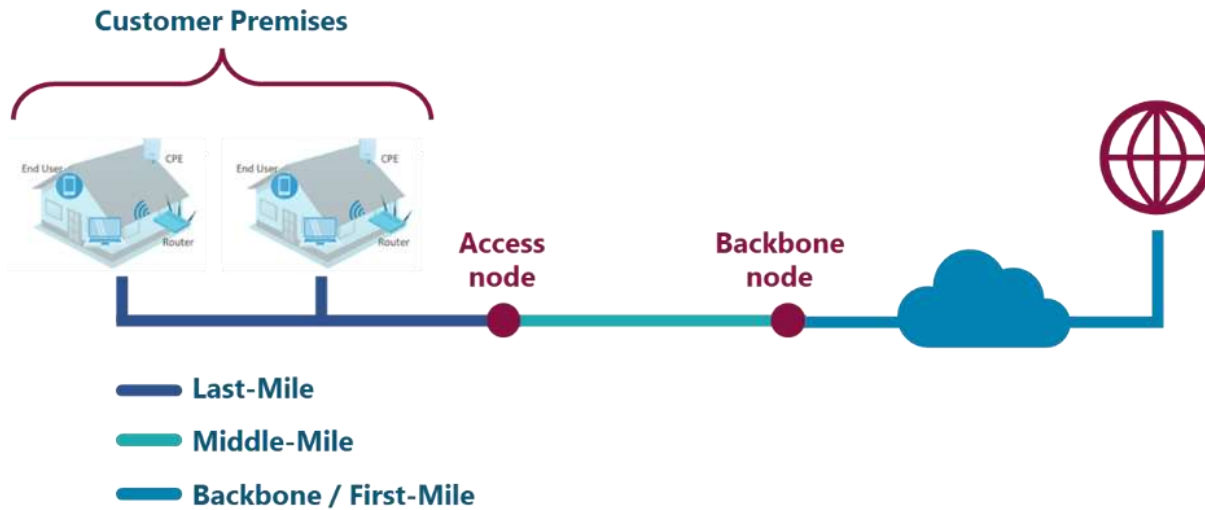 Customer Premises
CPE
End User
Router
CPE
End User
Router
Access
node
Backbone
node
Last-Mile
Middle-Mile
Backbone / First-Mile